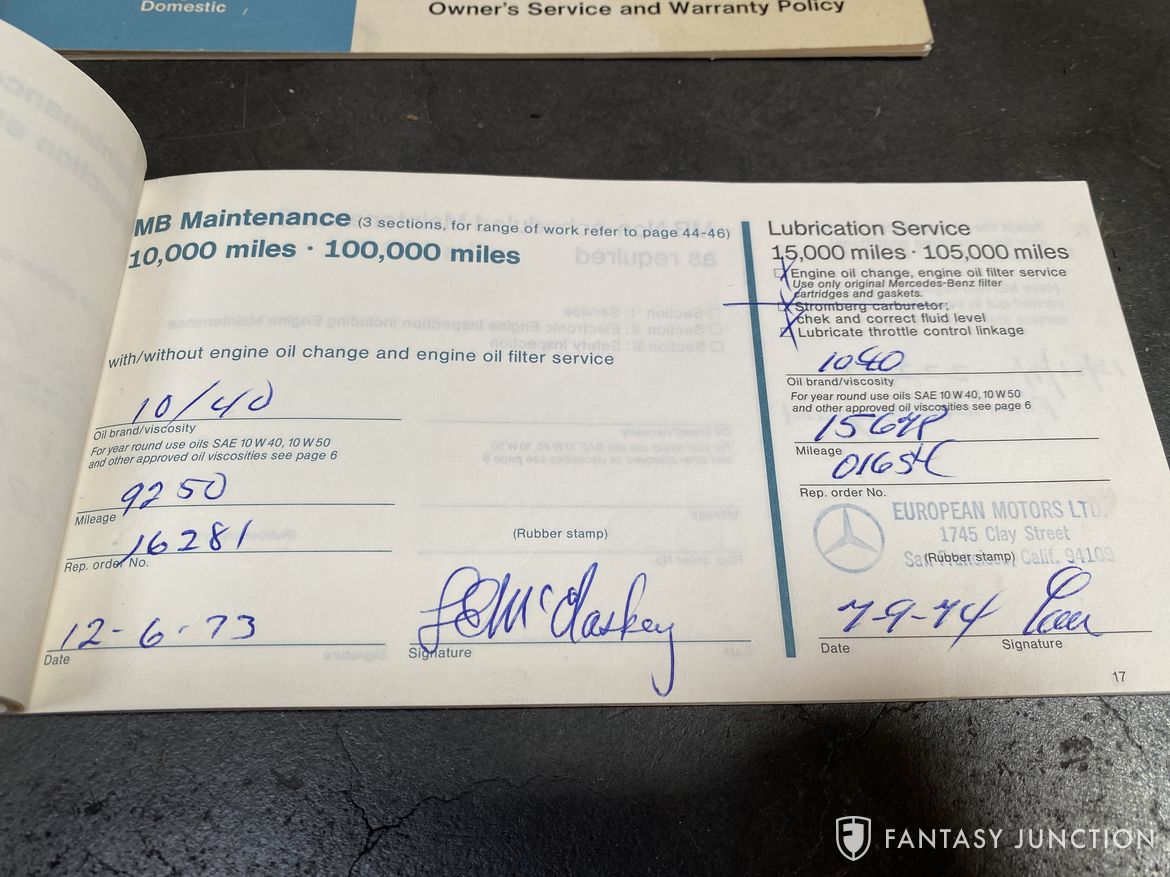 Domestic
Owner's Service and Warranty Policy
MB Maintenance (3 sections, for range of work refer to page 44-46)
10,000 miles · 100,000 miles
with/without engine oil change and engine oil filter service
10/40
Oil brand/viscosity
For year round use oils SAE 10 W 40, 10 W 50
and other approved oil viscosities see page 6
9250
Mileage
16281
Rep. order No.
(Rubber stamp)
12-6-73
Date
Signature
Lubrication Service
15,000 miles · 105,000 miles
Engine oil change, engine oil filter service
Use only original Mercedes-Benz filter
cartridges and gaskets.
Stromberg carburetor;
chek and correct fluid level
Lubricate throttle control linkage
1040
Oil brand/viscosity
For year round use oils SAE 10 W 40, 10 W 50
and other approved oil viscosities see page 6
Mileage
Rep. order No.
EUROPEAN MOTORS LTD.
1745 Clay Street
San Francisco, Calif. 94109
(Rubber stamp)
7-9-74
Date
Signature
17
FANTASY JUNCTION